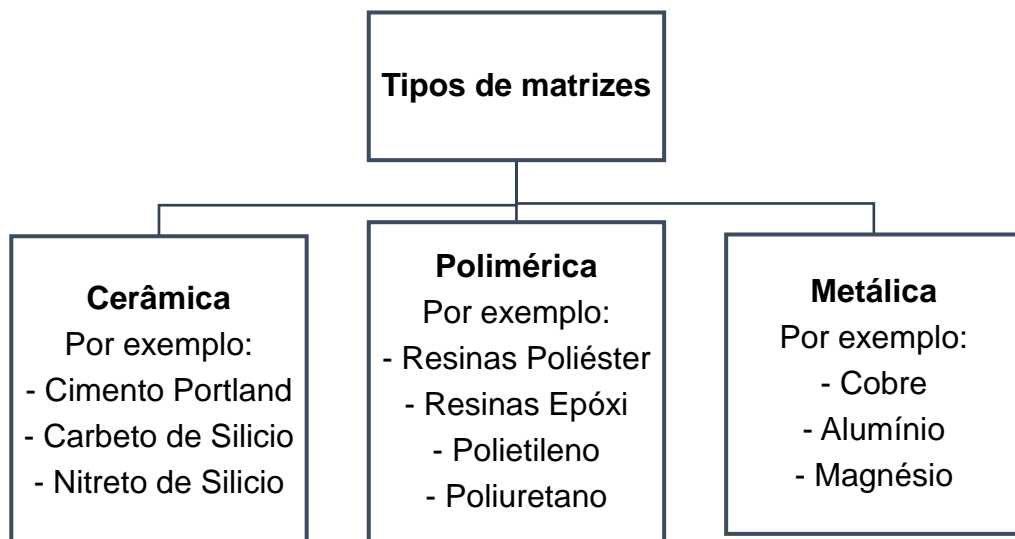 Tipos de matrizes
Cerâmica
Por exemplo:
- Cimento Portland
- Carbeto de Silicio
- Nitreto de Silicio
Polimérica
Por exemplo:
- Resinas Poliéster
- Resinas Epóxi
- Polietileno
- Poliuretano
Metálica
Por exemplo:
- Cobre
- Alumínio
- Magnésio